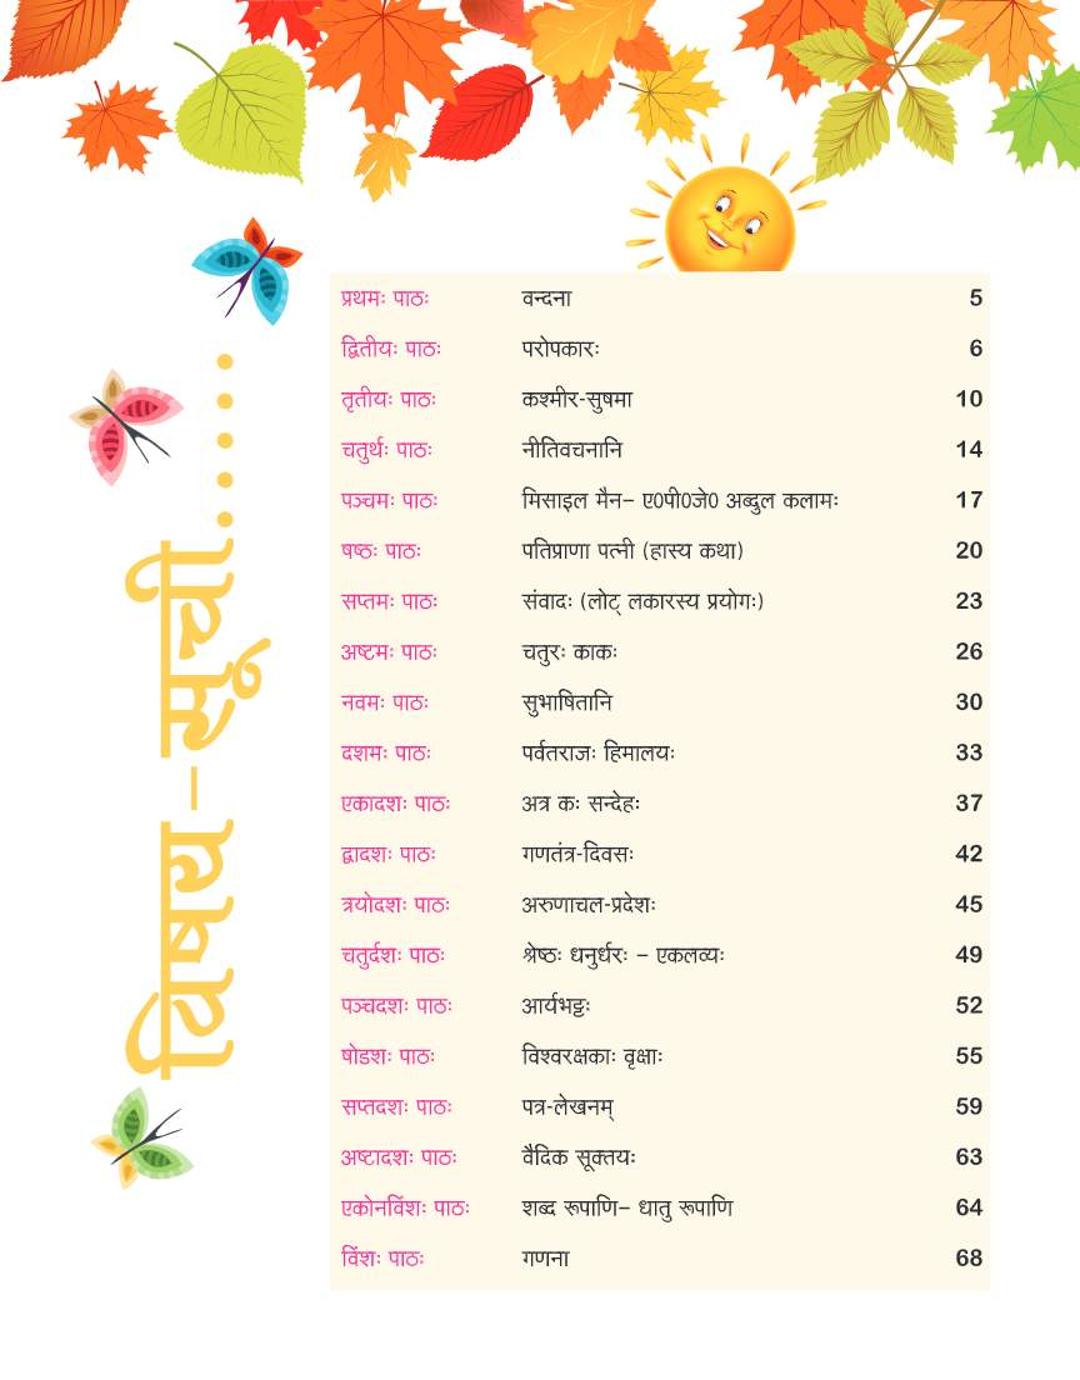 विषय-सूची......
प्रथमः पाठः वन्दना 5
द्वितीयः पाठः परोपकारः 6
तृतीयः पाठः कश्मीर-सुषमा 10
चतुर्थः पाठः नीतिवचनानि 14
पञ्चमः पाठः मिसाइल मैन– ए0पी0जे0 अब्दुल कलामः 17
षष्ठः पाठः पतिप्राणा पत्नी (हास्य कथा) 20
सप्तमः पाठः संवादः (लोट् लकारस्य प्रयोगः) 23
अष्टमः पाठः चतुरः काकः 26
नवमः पाठः सुभाषितानि 30
दशमः पाठः पर्वतराजः हिमालयः 33
एकादशः पाठः अत्र कः सन्देहः 37
द्वादशः पाठः गणतंत्र-दिवसः 42
त्रयोदशः पाठः अरुणाचल-प्रदेशः 45
चतुर्दशः पाठः श्रेष्ठः धनुर्धरः – एकलव्यः 49
पञ्चदशः पाठः आर्यभट्टः 52
षोडशः पाठः विश्वरक्षकाः वृक्षाः 55
सप्तदशः पाठः पत्र-लेखनम् 59
अष्टादशः पाठः वैदिक सूक्तयः 63
एकोनविंशः पाठः शब्द रूपाणि– धातु रूपाणि 64
विंशः पाठः गणना 68